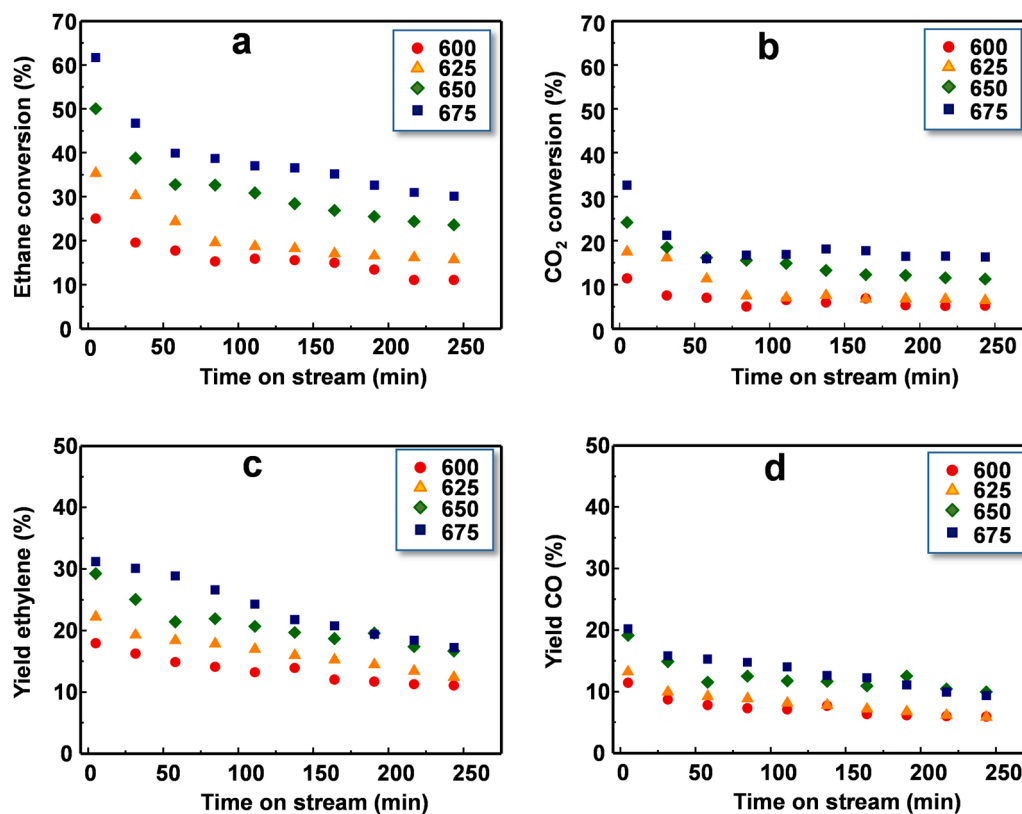 a
600
625
650
675
Ethane conversion (%)
70
60
50
40
30
20
10
0
0 50 100 150 200 250
Time on stream (min)
b
600
625
650
675
CO2 conversion (%)
70
60
50
40
30
20
10
0
0 50 100 150 200 250
Time on stream (min)
c
600
625
650
675
Yield ethylene (%)
50
40
30
20
10
0
0 50 100 150 200 250
Time on stream (min)
d
600
625
650
675
Yield CO (%)
50
40
30
20
10
0
0 50 100 150 200 250
Time on stream (min)